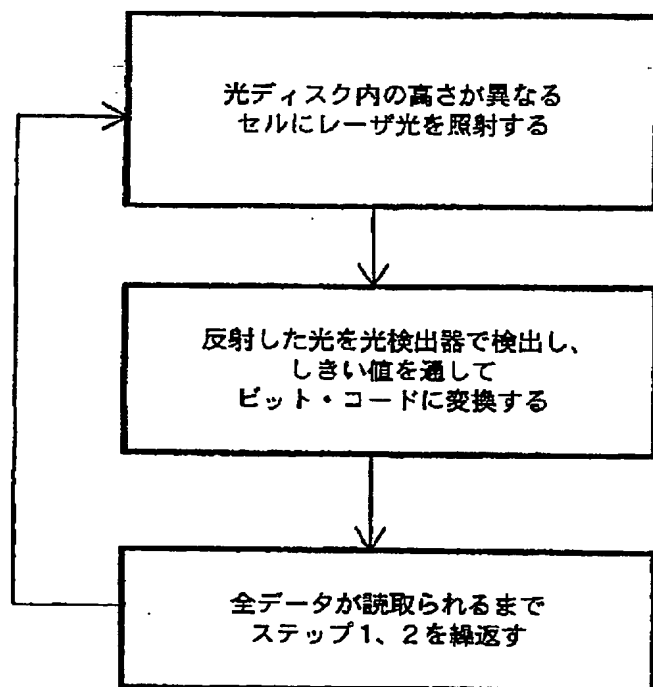 光ディスク内の高さが異なる
セルにレーザ光を照射する
反射した光を光検出器で検出し、
しきい値を通して
ビット・コードに変換する
全データが読取られるまで
ステップ1、2を繰返す